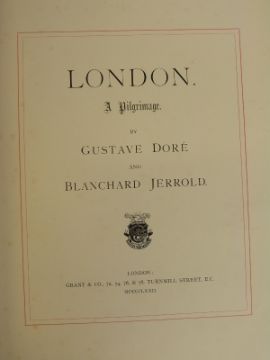 LONDON.
A Pilgrimage.
BY
GUSTAVE DORÉ
AND
BLANCHARD JERROLD.
LONDON:
GRANT & CO., 72, 74, 76, & 78, TURNMILL STREET, E.C.
MDCCCLXXII